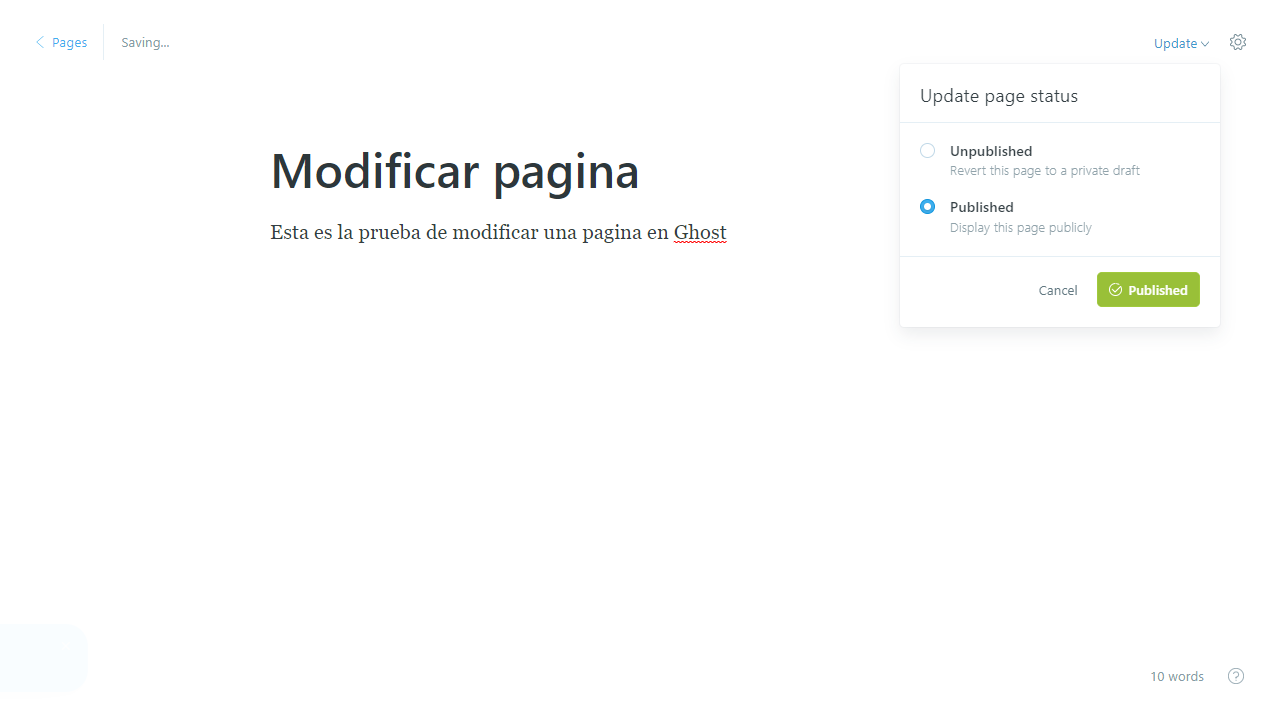 Pages
Saving...
Update
Update page status
Unpublished
Revert this page to a private draft
Published
Display this page publicly
Cancel
Published
Modificar pagina
Esta es la prueba de modificar una pagina en Ghost
10 words